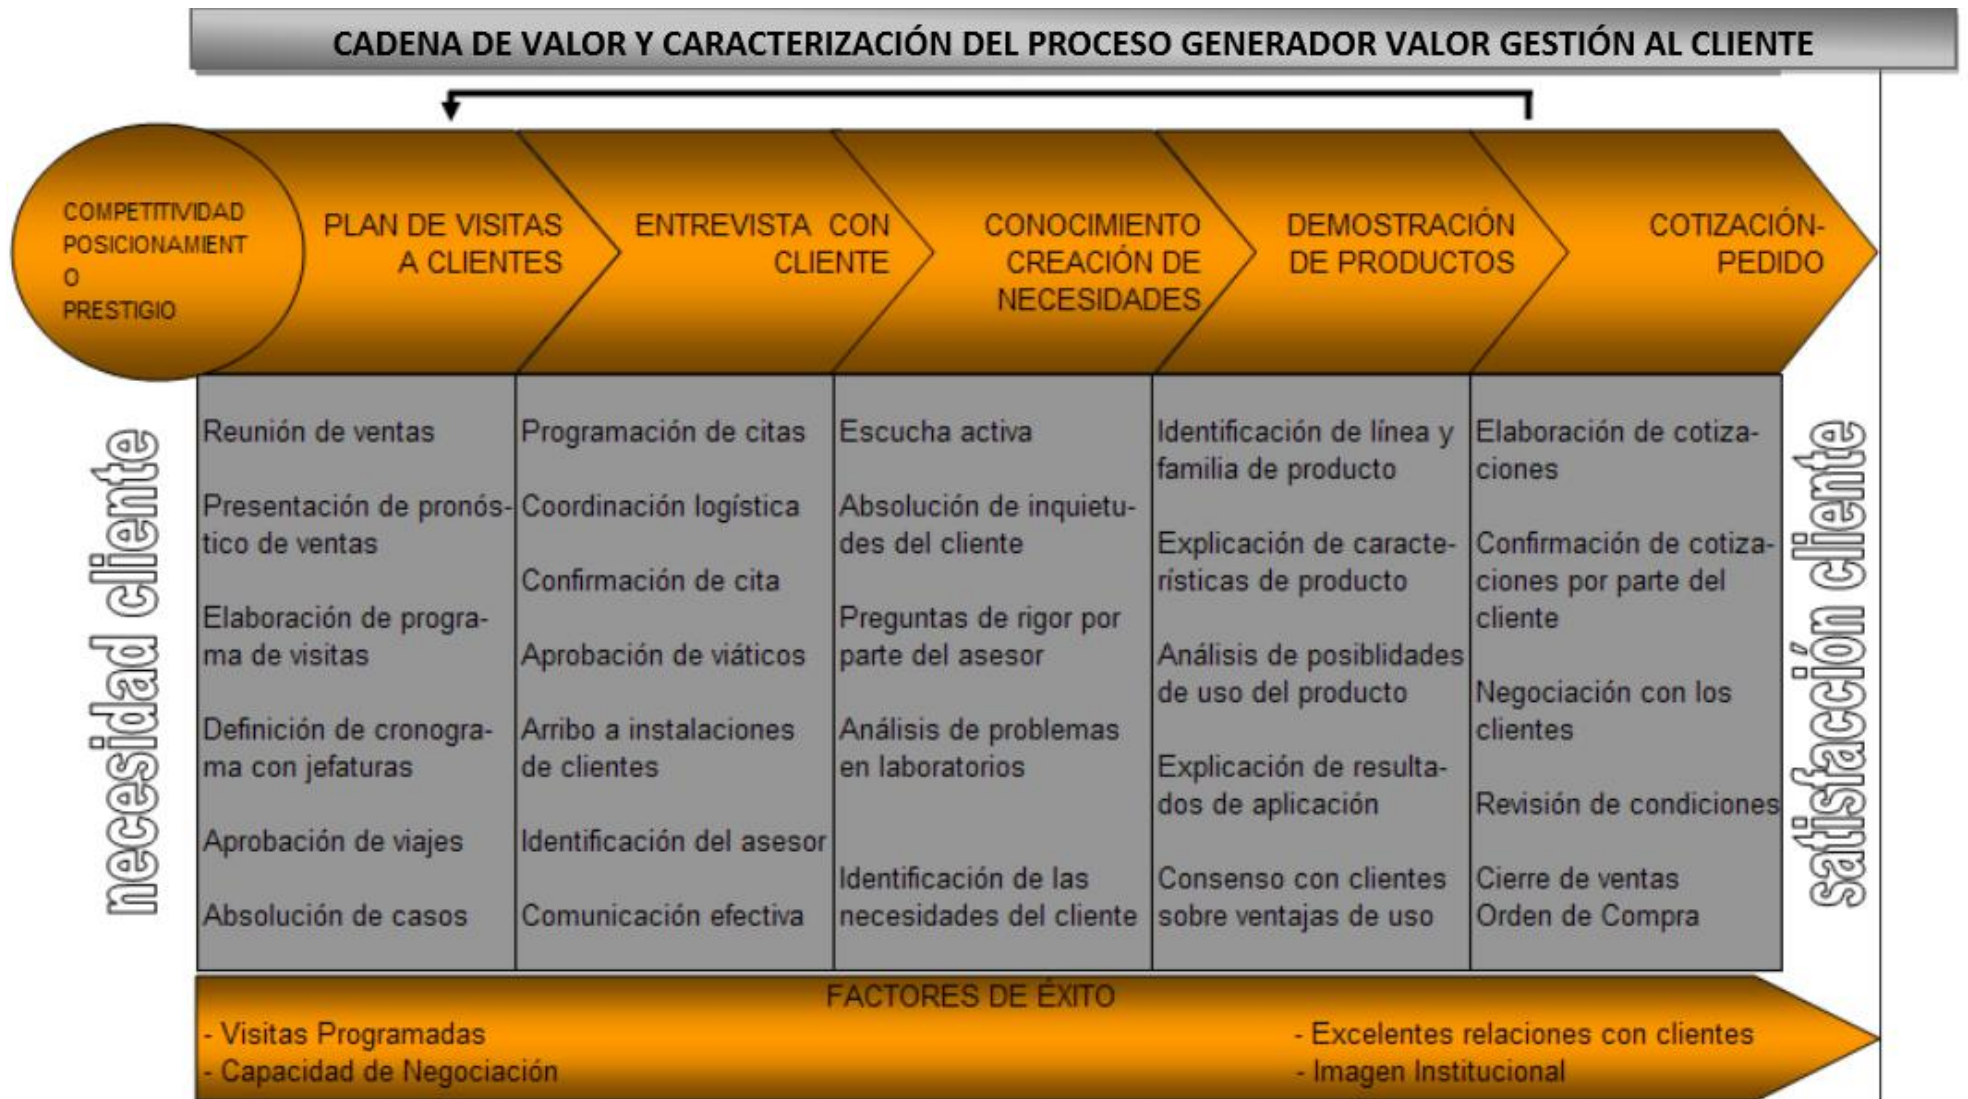 CADENA DE VALOR Y CARACTERIZACIÓN DEL PROCESO GENERADOR VALOR GESTIÓN AL CLIENTE
COMPETITIVIDAD
POSICIONAMIENT
O
PRESTIGIO
PLAN DE VISITAS
A CLIENTES
ENTREVISTA CON
CLIENTE
CONOCIMIENTO
CREACIÓN DE
NECESIDADES
DEMOSTRACIÓN
DE PRODUCTOS
COTIZACIÓN-
PEDIDO
necesidad cliente
Reunión de ventas
Presentación de pronós-
tico de ventas
Elaboración de progra-
ma de visitas
Definición de cronogra-
ma con jefaturas
Aprobación de viajes
Absolución de casos
Programación de citas
Coordinación logística
Confirmación de cita
Aprobación de viáticos
Arribo a instalaciones
de clientes
Identificación del asesor
Comunicación efectiva
Escucha activa
Absolución de inquietu-
des del cliente
Preguntas de rigor por
parte del asesor
Análisis de problemas
en laboratorios
Identificación de las
necesidades del cliente
Identificación de línea y
familia de producto
Explicación de caracte-
rísticas de producto
Análisis de posiblidades
de uso del producto
Explicación de resulta-
dos de aplicación
Consenso con clientes
sobre ventajas de uso
Elaboración de cotiza-
ciones
Confirmación de cotiza-
ciones por parte del
cliente
Negociación con los
clientes
Revisión de condiciones
Cierre de ventas
Orden de Compra
satisfacción cliente
FACTORES DE ÉXITO
- Visitas Programadas
- Capacidad de Negociación
- Excelentes relaciones con clientes
- Imagen Institucional